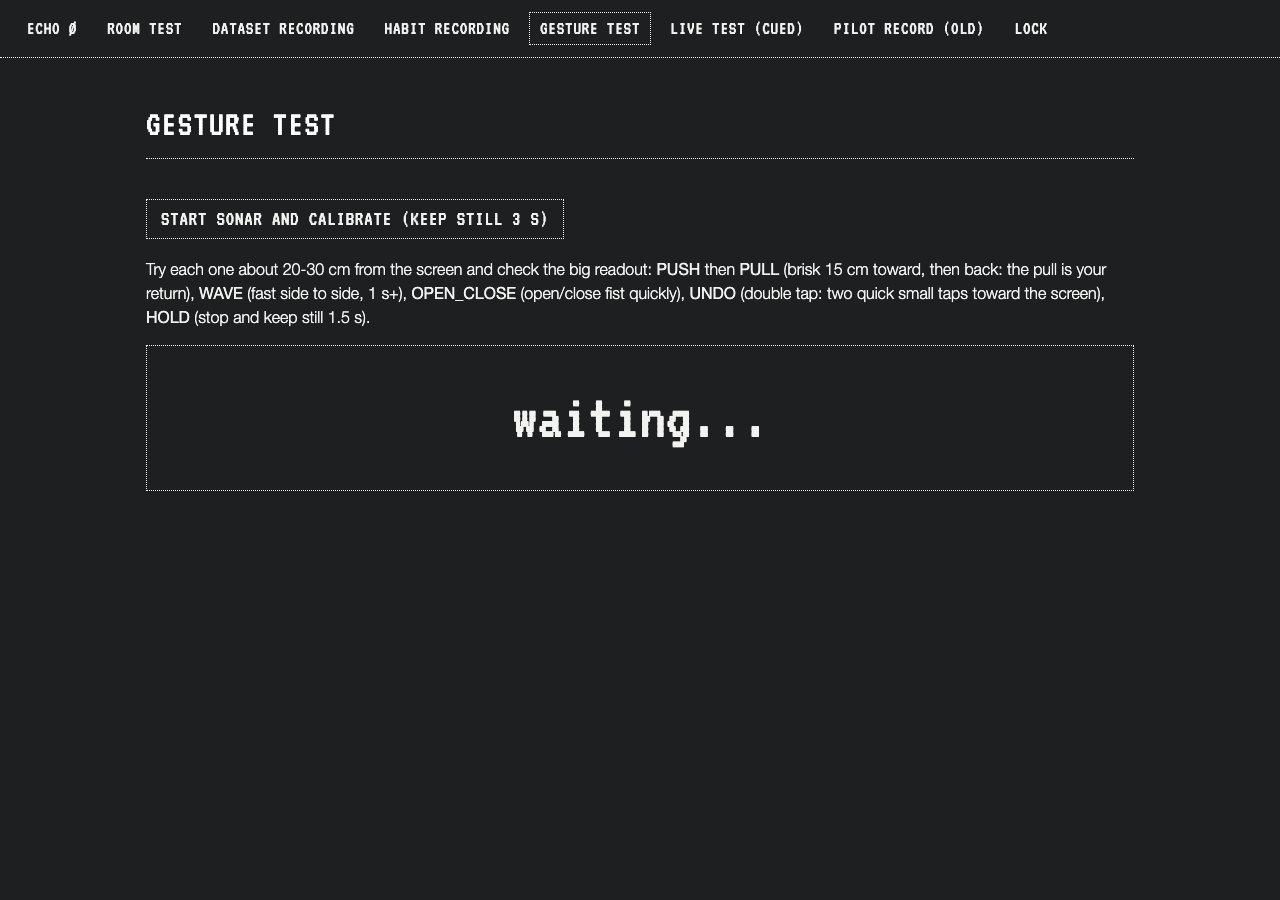 ECHO Ø
ROOM TEST
DATASET RECORDING
HABIT RECORDING
GESTURE TEST
LIVE TEST (CUED)
PILOT RECORD (OLD)
LOCK
GESTURE TEST
START SONAR AND CALIBRATE (KEEP STILL 3 S)
Try each one about 20-30 cm from the screen and check the big readout: PUSH then PULL (brisk 15 cm toward, then back: the pull is your
return), WAVE (fast side to side, 1 s+), OPEN_CLOSE (open/close fist quickly), UNDO (double tap: two quick small taps toward the screen),
HOLD (stop and keep still 1.5 s).
waiting...